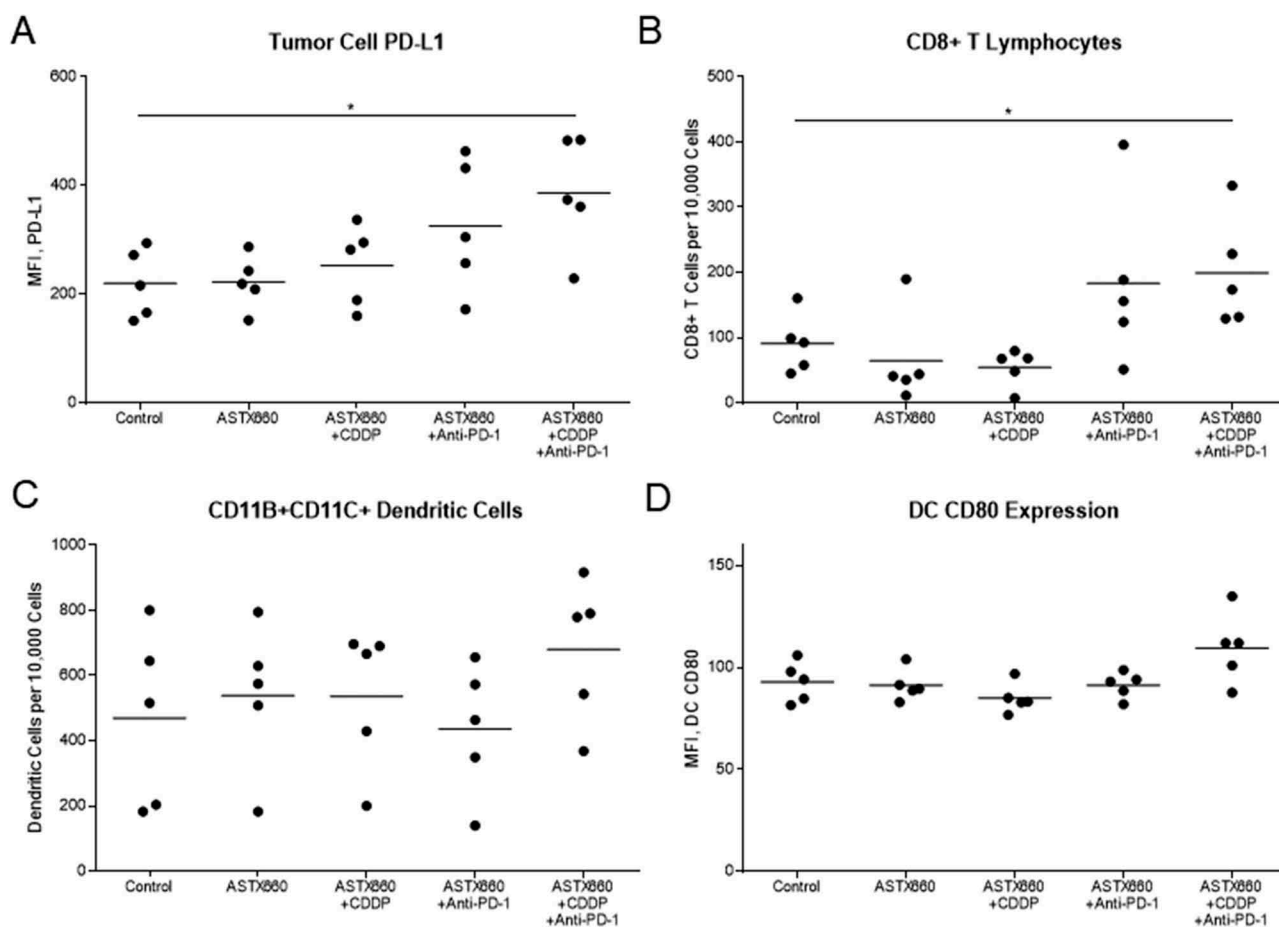 A
Tumor Cell PD-L1
MFI, PD-L1
600
400
200
0
*
Control
ASTX660
ASTX660
+CDDP
ASTX660
+Anti-PD-1
ASTX660
+CDDP
+Anti-PD-1
B
CD8+ T Lymphocytes
CD8+ T Cells per 10,000 Cells
500
400
300
200
100
0
*
Control
ASTX660
ASTX660
+CDDP
ASTX660
+Anti-PD-1
ASTX660
+CDDP
+Anti-PD-1
C
CD11B+CD11C+ Dendritic Cells
Dendritic Cells per 10,000 Cells
1000
800
600
400
200
0
Control
ASTX660
ASTX660
+CDDP
ASTX660
+Anti-PD-1
ASTX660
+CDDP
+Anti-PD-1
D
DC CD80 Expression
MFI, DC CD80
150
100
50
0
Control
ASTX660
ASTX660
+CDDP
ASTX660
+Anti-PD-1
ASTX660
+CDDP
+Anti-PD-1